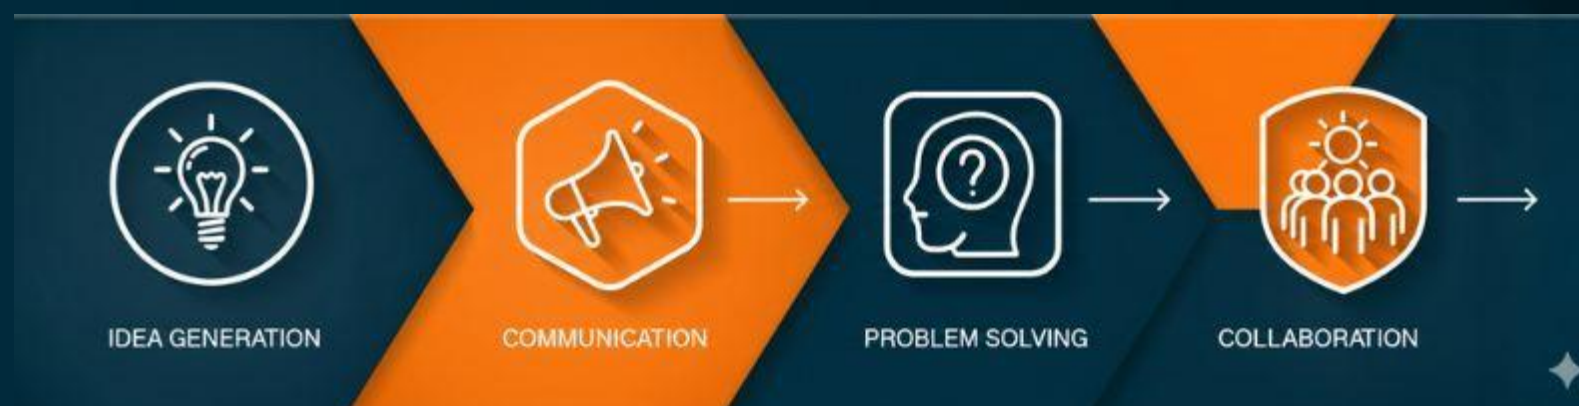 IDEA GENERATION
COMMUNICATION
?
PROBLEM SOLVING
COLLABORATION